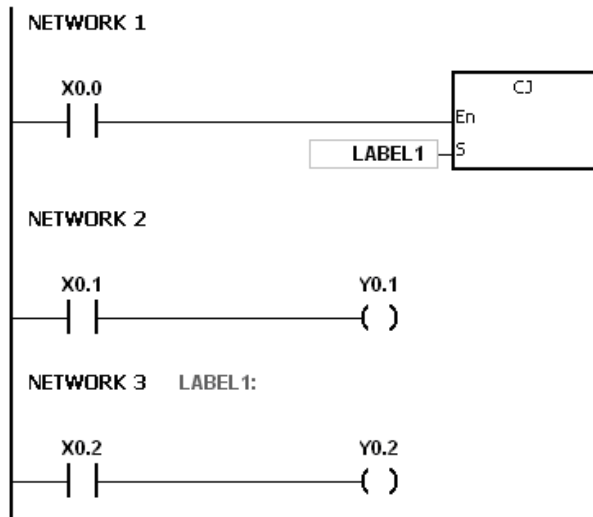 NETWORK 1
X0.0
CJ
En
LABEL1 S
NETWORK 2
X0.1 Y0.1
NETWORK 3 LABEL1:
X0.2 Y0.2